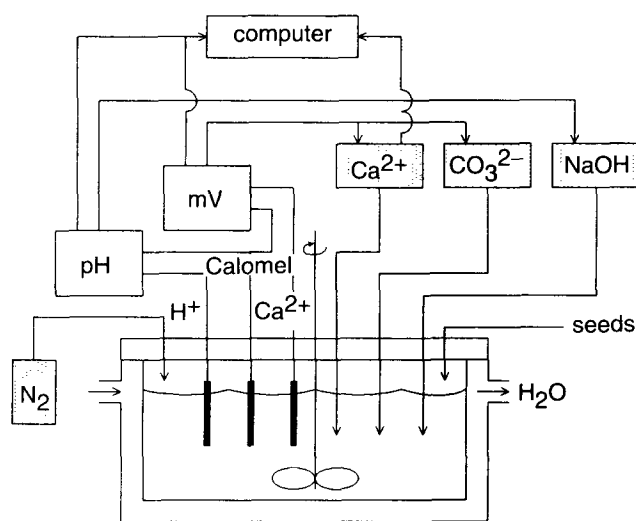 computer
Ca²⁺
CO₃²⁻
NaOH
mV
pH
Calomel
H⁺
Ca²⁺
seeds
N₂
H₂O